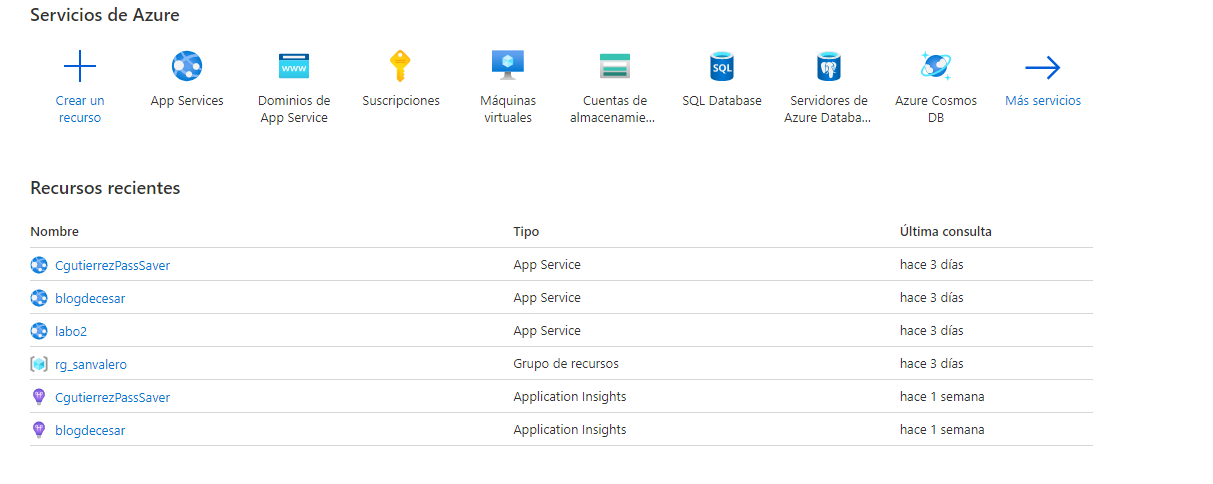 Servicios de Azure
Crear un recurso
App Services
Dominios de App Service
Suscripciones
Máquinas virtuales
Cuentas de almacenamie...
SQL Database
Servidores de Azure Databa...
Azure Cosmos DB
Más servicios
Recursos recientes
Nombre Tipo Última consulta
CgutierrezPassSaver App Service hace 3 días
blogdecesar App Service hace 3 días
labo2 App Service hace 3 días
rg_sanvalero Grupo de recursos hace 3 días
CgutierrezPassSaver Application Insights hace 1 semana
blogdecesar Application Insights hace 1 semana